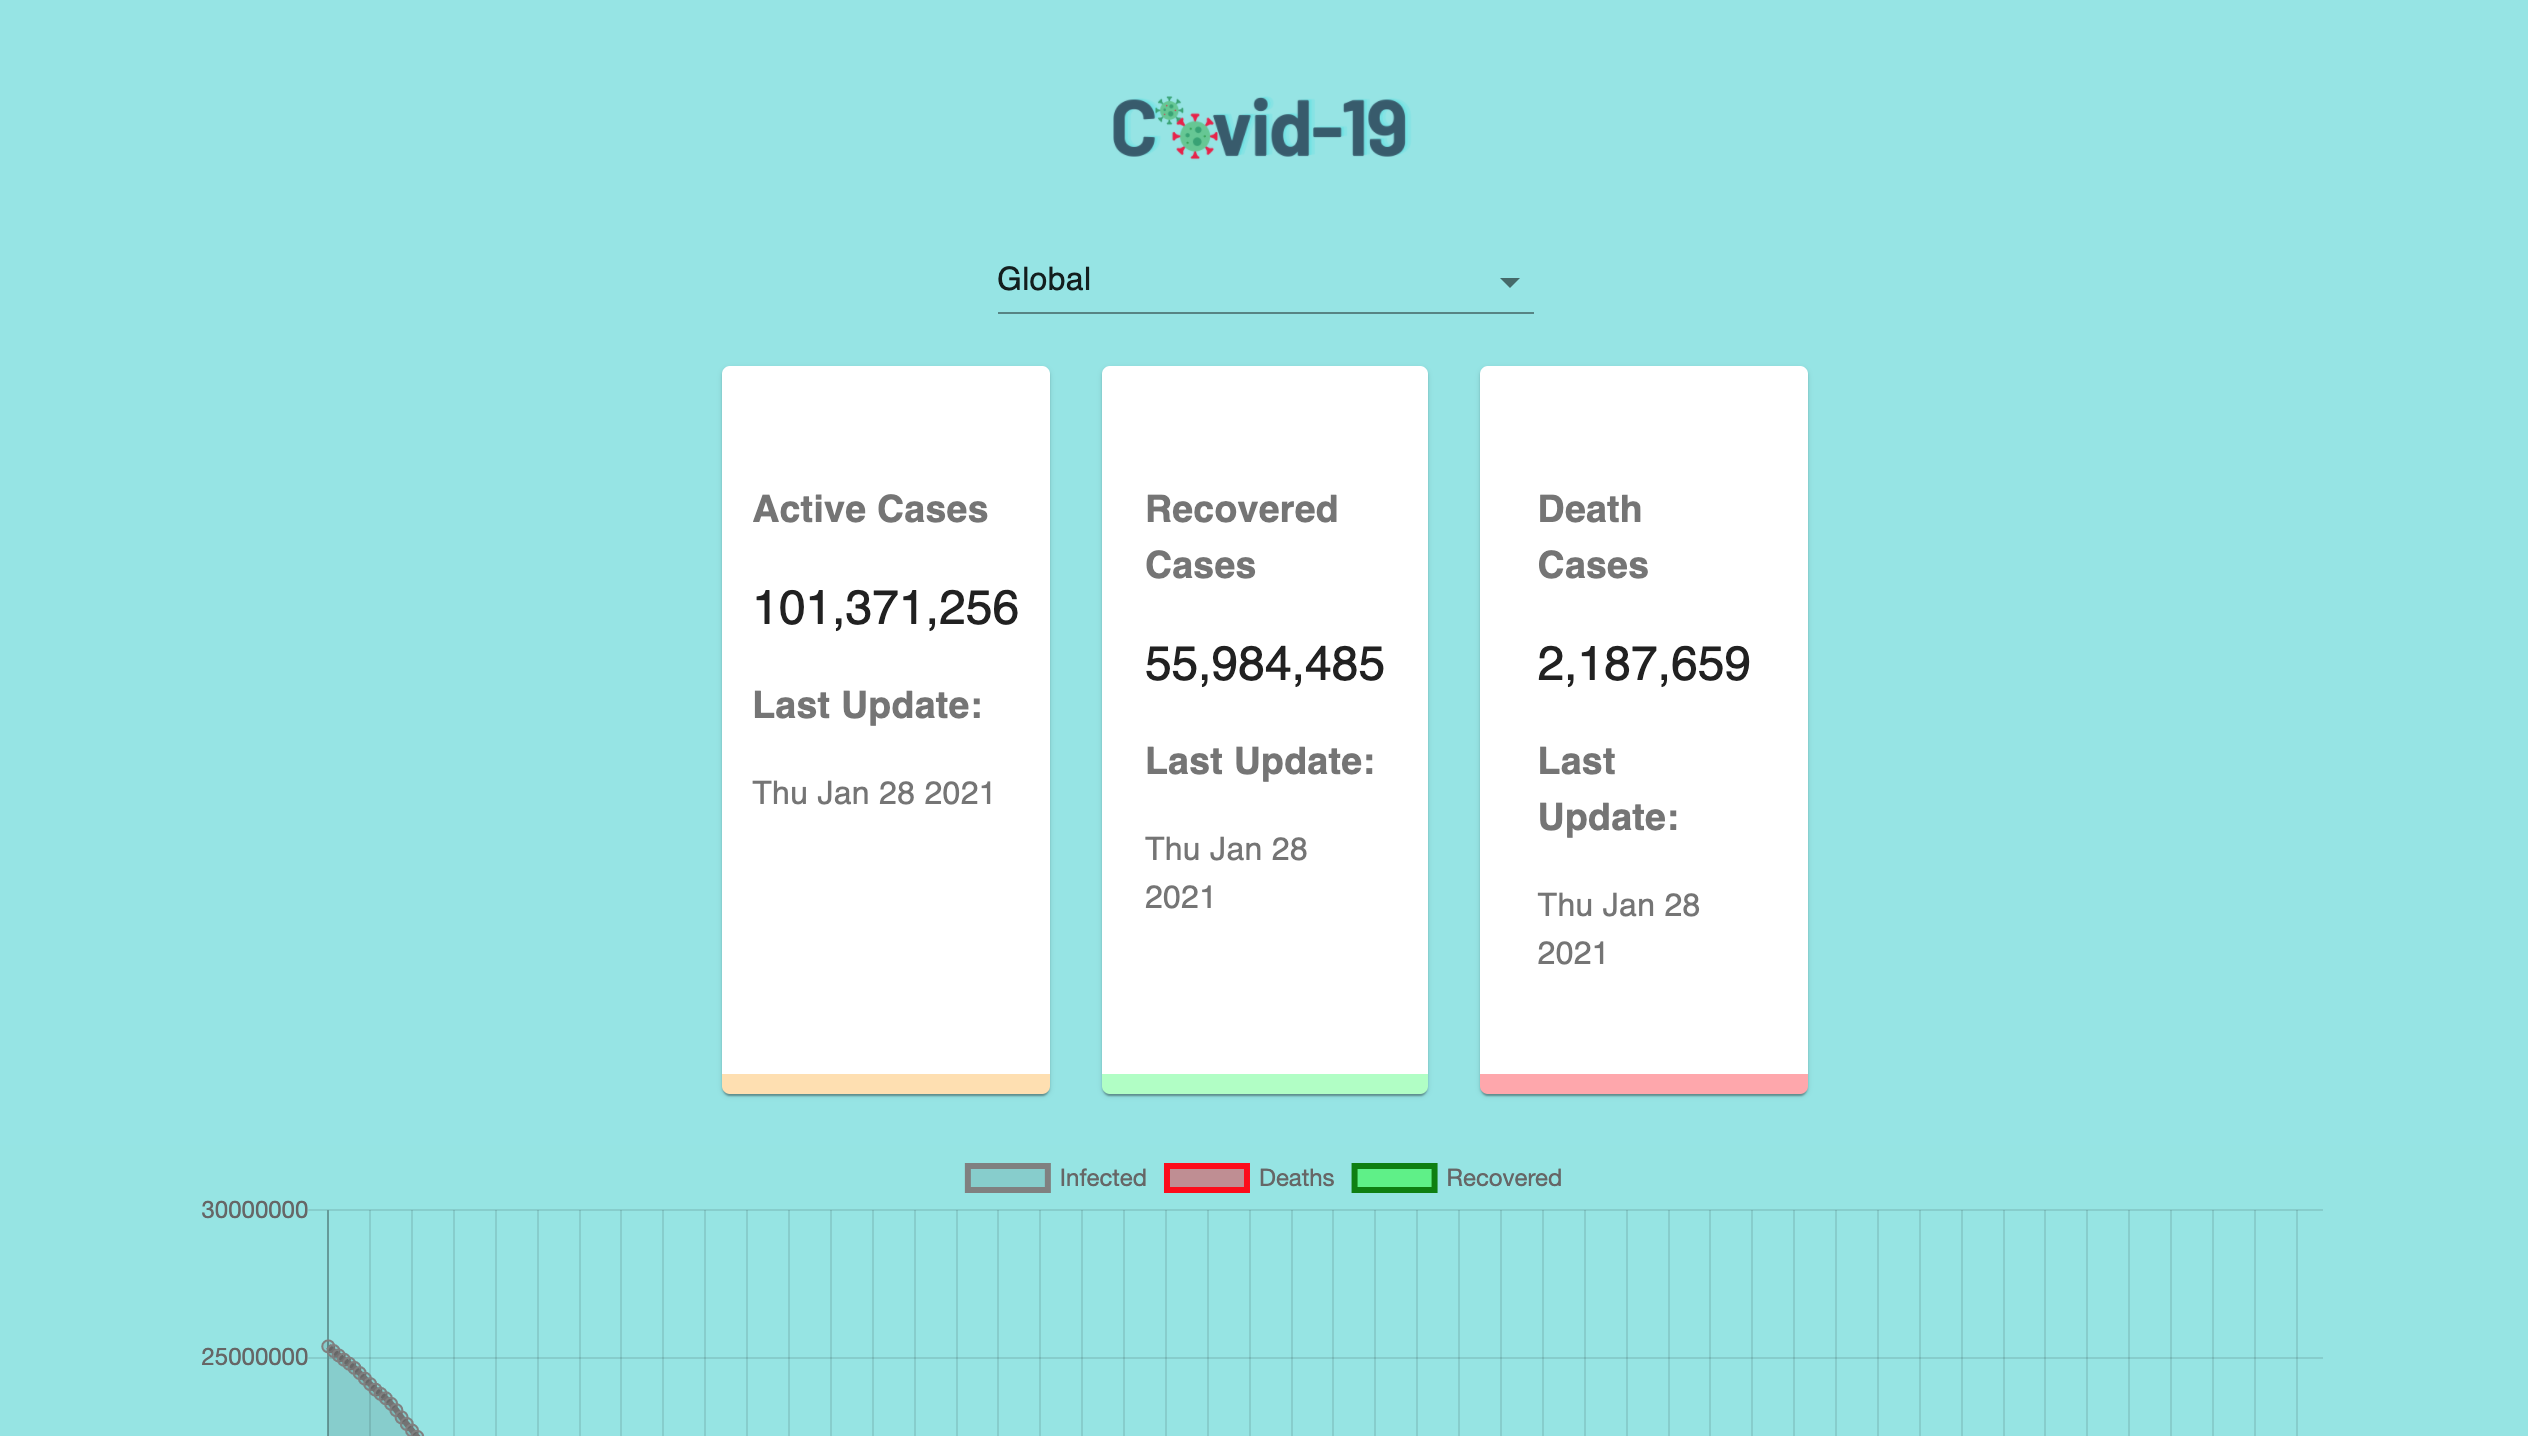 Covid-19
Global
Active Cases
101,371,256
Last Update:
Thu Jan 28 2021
Recovered
Cases
55,984,485
Last Update:
Thu Jan 28
2021
Death
Cases
2,187,659
Last
Update:
Thu Jan 28
2021
Infected Deaths Recovered
30000000
25000000